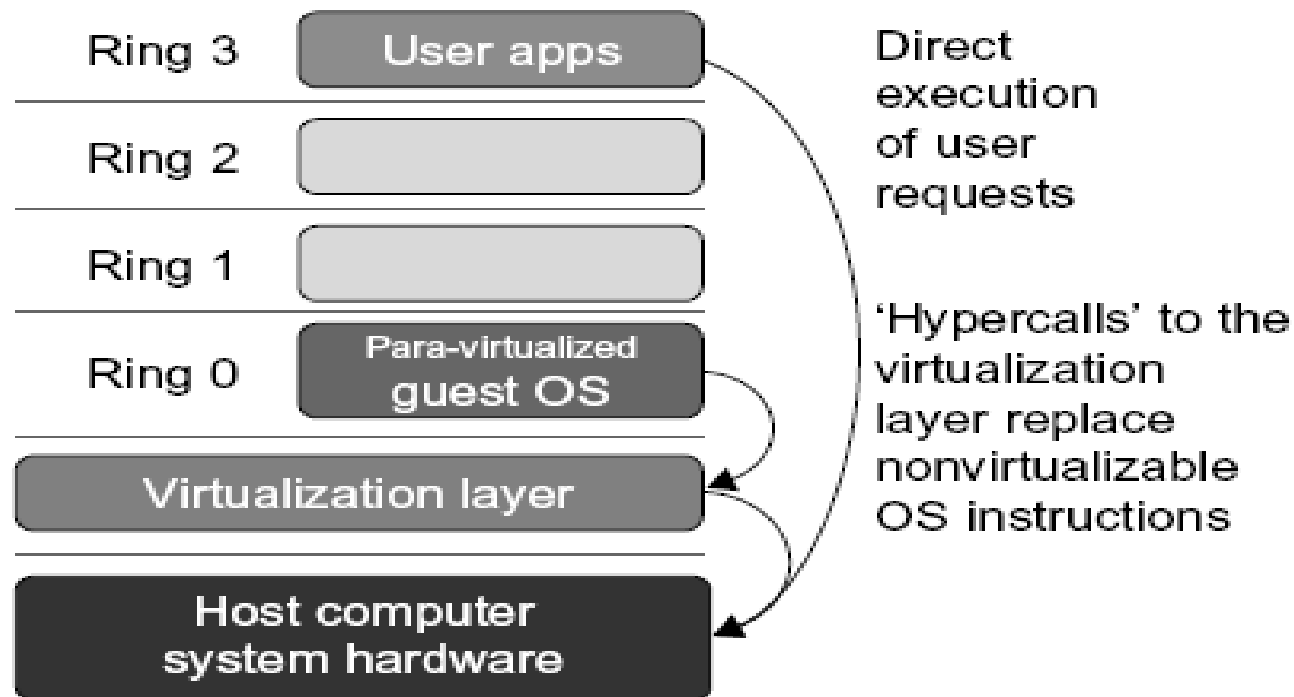 Ring 3
User apps
Ring 2
Ring 1
Ring 0
Para-virtualized
guest OS
Virtualization layer
Host computer
system hardware
Direct
execution
of user
requests
‘Hypercalls’ to the
virtualization
layer replace
nonvirtualizable
OS instructions